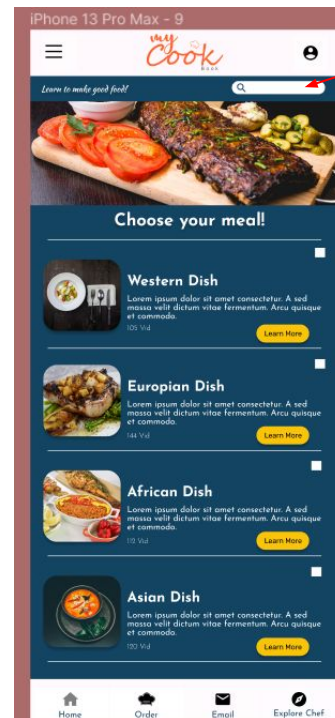 iPhone 13 Pro Max - 9
my
Cook
BOOK
Learn to make good food!
Choose your meal!
Western Dish
Lorem ipsum dolor sit amet consectetur. A sed
massa velit dictum vitae fermentum. Arcu quisque
et commodo.
105 Vid
Learn More
Europian Dish
Lorem ipsum dolor sit amet consectetur. A sed
massa velit dictum vitae fermentum. Arcu quisque
et commodo.
144 Vid
Learn More
African Dish
Lorem ipsum dolor sit amet consectetur. A sed
massa velit dictum vitae fermentum. Arcu quisque
et commodo.
112 Vid
Learn More
Asian Dish
Lorem ipsum dolor sit amet consectetur. A sed
massa velit dictum vitae fermentum. Arcu quisque
et commodo.
120 Vid
Learn More
Home Order Email Explore Chef